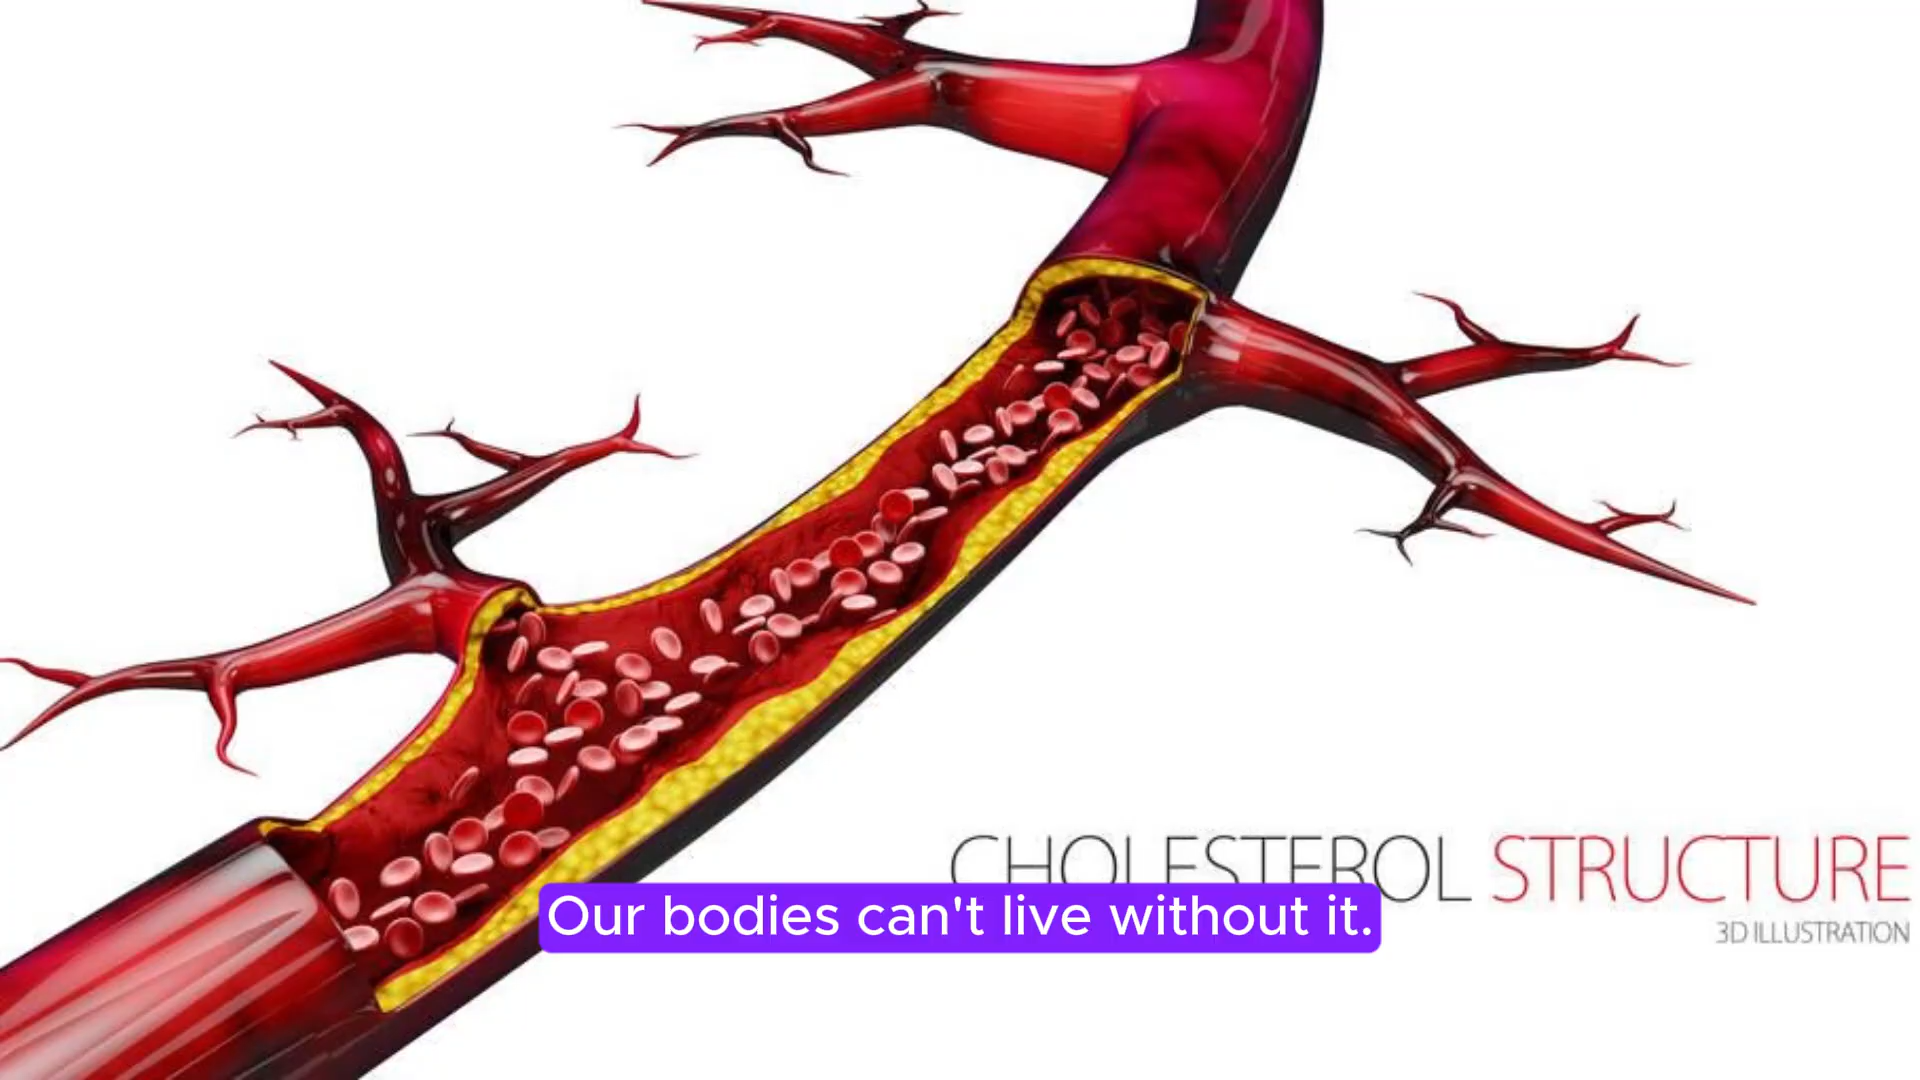 CHOLESTEROL STRUCTURE
Our bodies can't live without it.
3D ILLUSTRATION